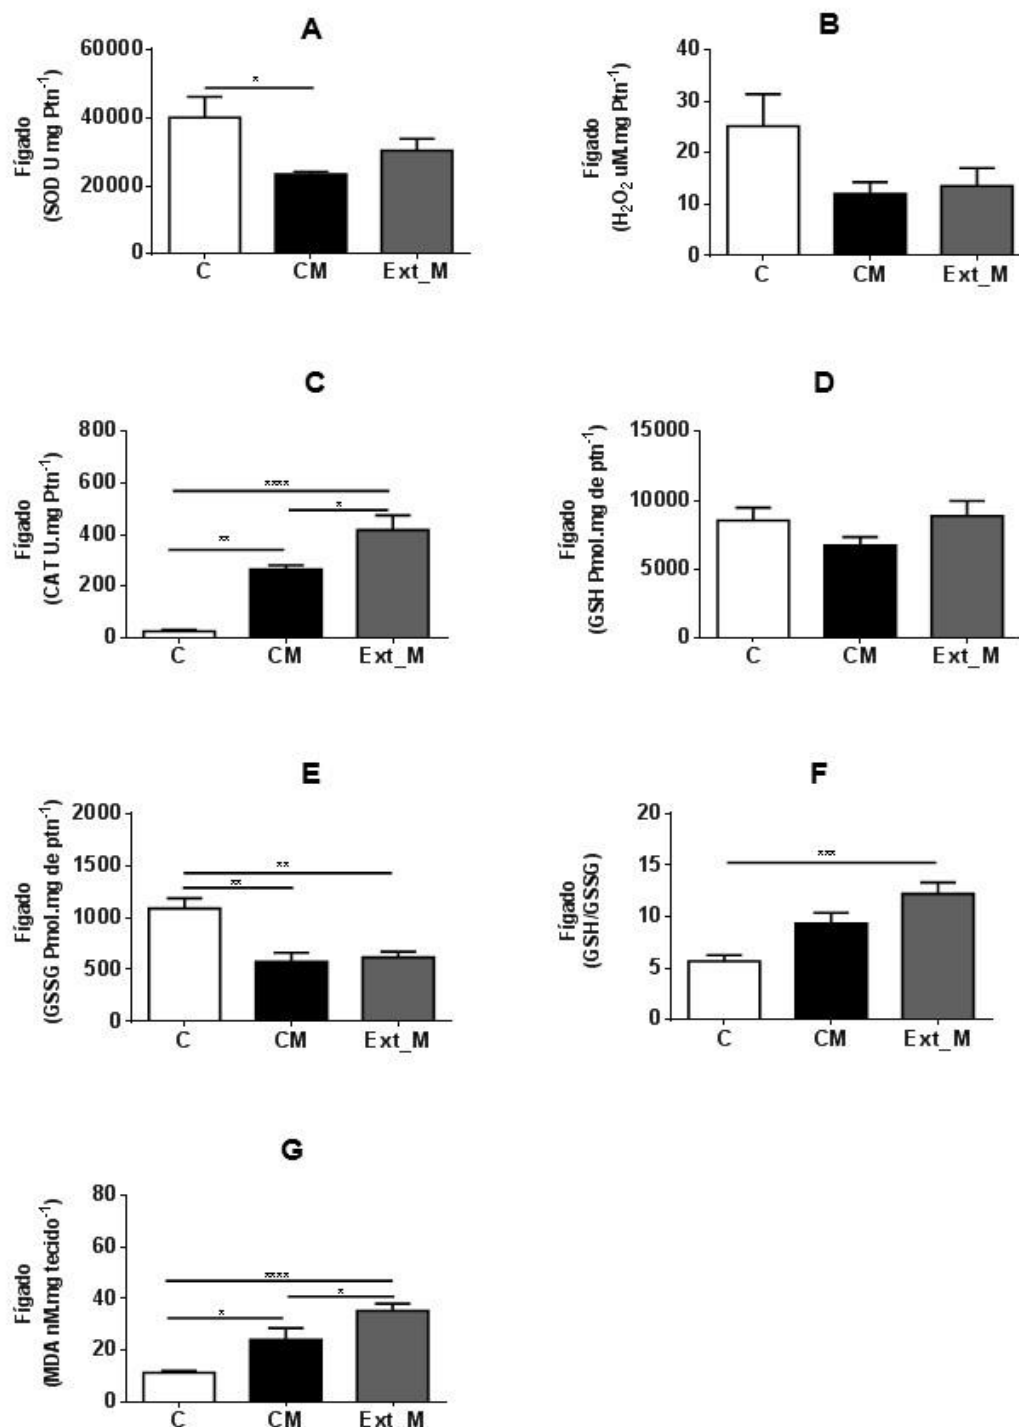 A
Fígado
(SOD U mg Ptn⁻¹)
60000
40000
20000
0
*
C CM Ext_M
B
Fígado
(H₂O₂ uM.mg Ptn⁻¹)
40
30
20
10
0
C CM Ext_M
C
Fígado
(CAT U.mg Ptn⁻¹)
800
600
400
200
0
****
*
**
C CM Ext_M
D
Fígado
(GSH Pmol.mg de ptn⁻¹)
15000
10000
5000
0
C CM Ext_M
E
Fígado
(GSSG Pmol.mg de ptn⁻¹)
2000
1500
1000
500
0
**
**
C CM Ext_M
F
Fígado
(GSH/GSSG)
20
15
10
5
0
***
C CM Ext_M
G
Fígado
(MDA nM.mg tecido⁻¹)
80
60
40
20
0
****
*
*
C CM Ext_M